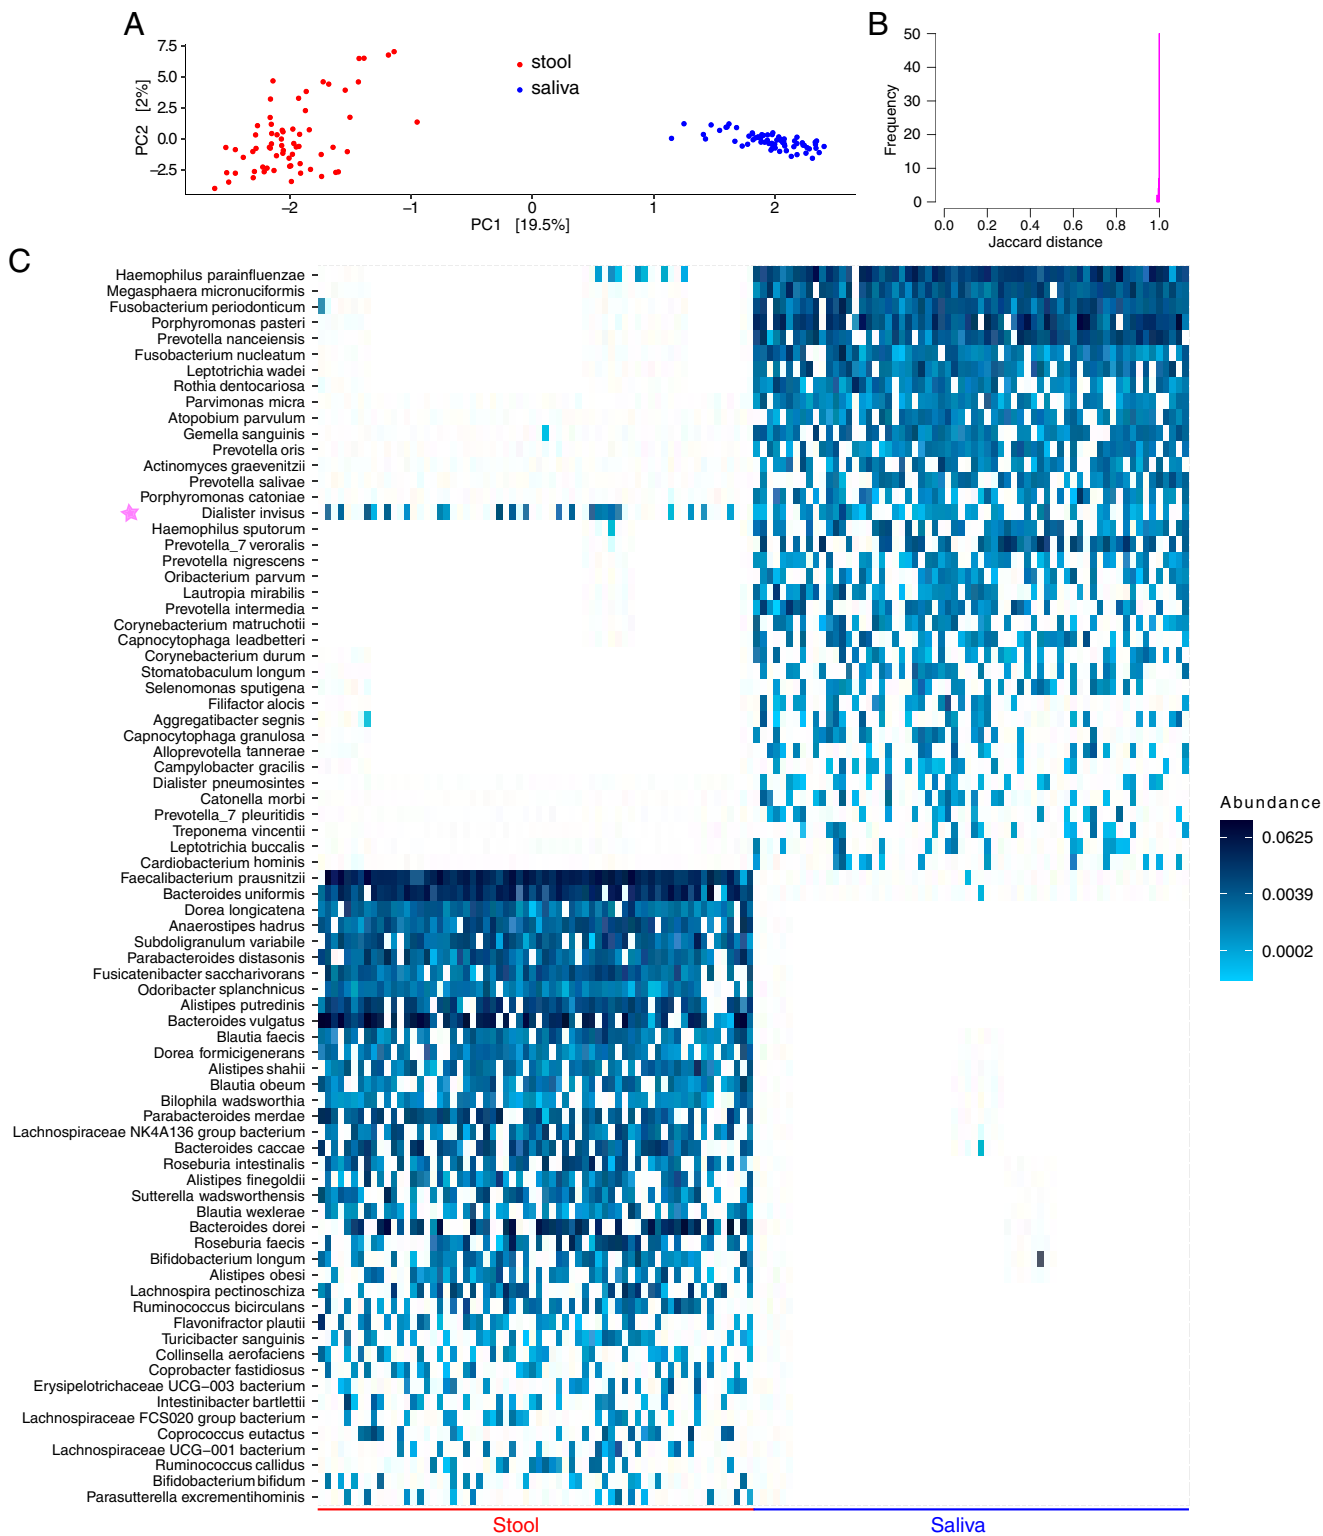 A
7.5
5.0
2.5
0.0
−2.5
PC2 [2%]
−2
−1
0
1
2
PC1 [19.5%]
stool
saliva
B
50
40
30
20
10
0
Frequency
0.0
0.2
0.4
0.6
0.8
1.0
Jaccard distance
C
Haemophilus parainfluenzae
Megasphaera micronuciformis
Fusobacterium periodonticum
Porphyromonas pasteri
Prevotella nanceiensis
Fusobacterium nucleatum
Leptotrichia wadei
Rothia dentocariosa
Parvimonas micra
Atopobium parvulum
Gemella sanguinis
Prevotella oris
Actinomyces graevenitzii
Prevotella salivae
Porphyromonas catoniae
Dialister invisus
Haemophilus sputorum
Prevotella_7 veroralis
Prevotella nigrescens
Oribacterium parvum
Lautropia mirabilis
Prevotella intermedia
Corynebacterium matruchotii
Capnocytophaga leadbetteri
Corynebacterium durum
Stomatobaculum longum
Selenomonas sputigena
Filifactor alocis
Aggregatibacter segnis
Capnocytophaga granulosa
Alloprevotella tannerae
Campylobacter gracilis
Dialister pneumosintes
Catonella morbi
Prevotella_7 pleuritidis
Treponema vincentii
Leptotrichia buccalis
Cardiobacterium hominis
Faecalibacterium prausnitzii
Bacteroides uniformis
Dorea longicatena
Anaerostipes hadrus
Subdoligranulum variabile
Parabacteroides distasonis
Fusicatenibacter saccharivorans
Odoribacter splanchnicus
Alistipes putredinis
Bacteroides vulgatus
Blautia faecis
Dorea formicigenerans
Alistipes shahii
Blautia obeum
Bilophila wadsworthia
Parabacteroides merdae
Lachnospiraceae NK4A136 group bacterium
Bacteroides caccae
Roseburia intestinalis
Alistipes finegoldii
Sutterella wadsworthensis
Blautia wexlerae
Bacteroides dorei
Roseburia faecis
Bifidobacterium longum
Alistipes obesi
Lachnospira pectinoschiza
Ruminococcus bicirculans
Flavonifractor plautii
Turicibacter sanguinis
Collinsella aerofaciens
Coprobacter fastidiosus
Erysipelotrichaceae UCG−003 bacterium
Intestinibacter bartlettii
Lachnospiraceae FCS020 group bacterium
Coprococcus eutactus
Lachnospiraceae UCG−001 bacterium
Ruminococcus callidus
Bifidobacterium bifidum
Parasutterella excrementihominis
Stool
Saliva
Abundance
0.0625
0.0039
0.0002